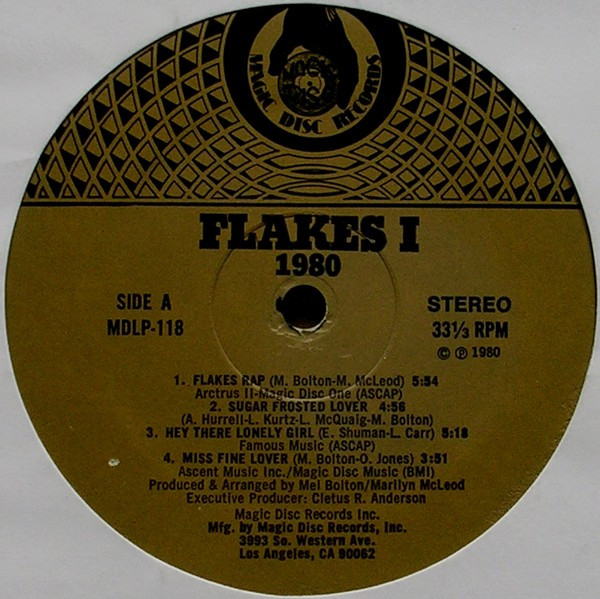 MAGIC DISC RECORDS
FLAKES I
1980
SIDE A
MDLP-118
STEREO
33⅓ RPM
© ℗ 1980
1. FLAKES RAP (M. Bolton-M. McLeod) 5:54
Arctrus II-Magic Disc One (ASCAP)
2. SUGAR FROSTED LOVER 4:56
(A. Hurrell-L. Kurtz-L. McQuaig-M. Bolton)
3. HEY THERE LONELY GIRL (E. Shuman-L. Carr) 5:18
Famous Music (ASCAP)
4. MISS FINE LOVER (M. Bolton-O. Jones) 3:51
Ascent Music Inc./Magic Disc Music (BMI)
Produced & Arranged by Mel Bolton/Marilyn McLeod
Executive Producer: Cletus R. Anderson
Magic Disc Records Inc.
Mfg. by Magic Disc Records, Inc.
3993 So. Western Ave.
Los Angeles, CA 90062